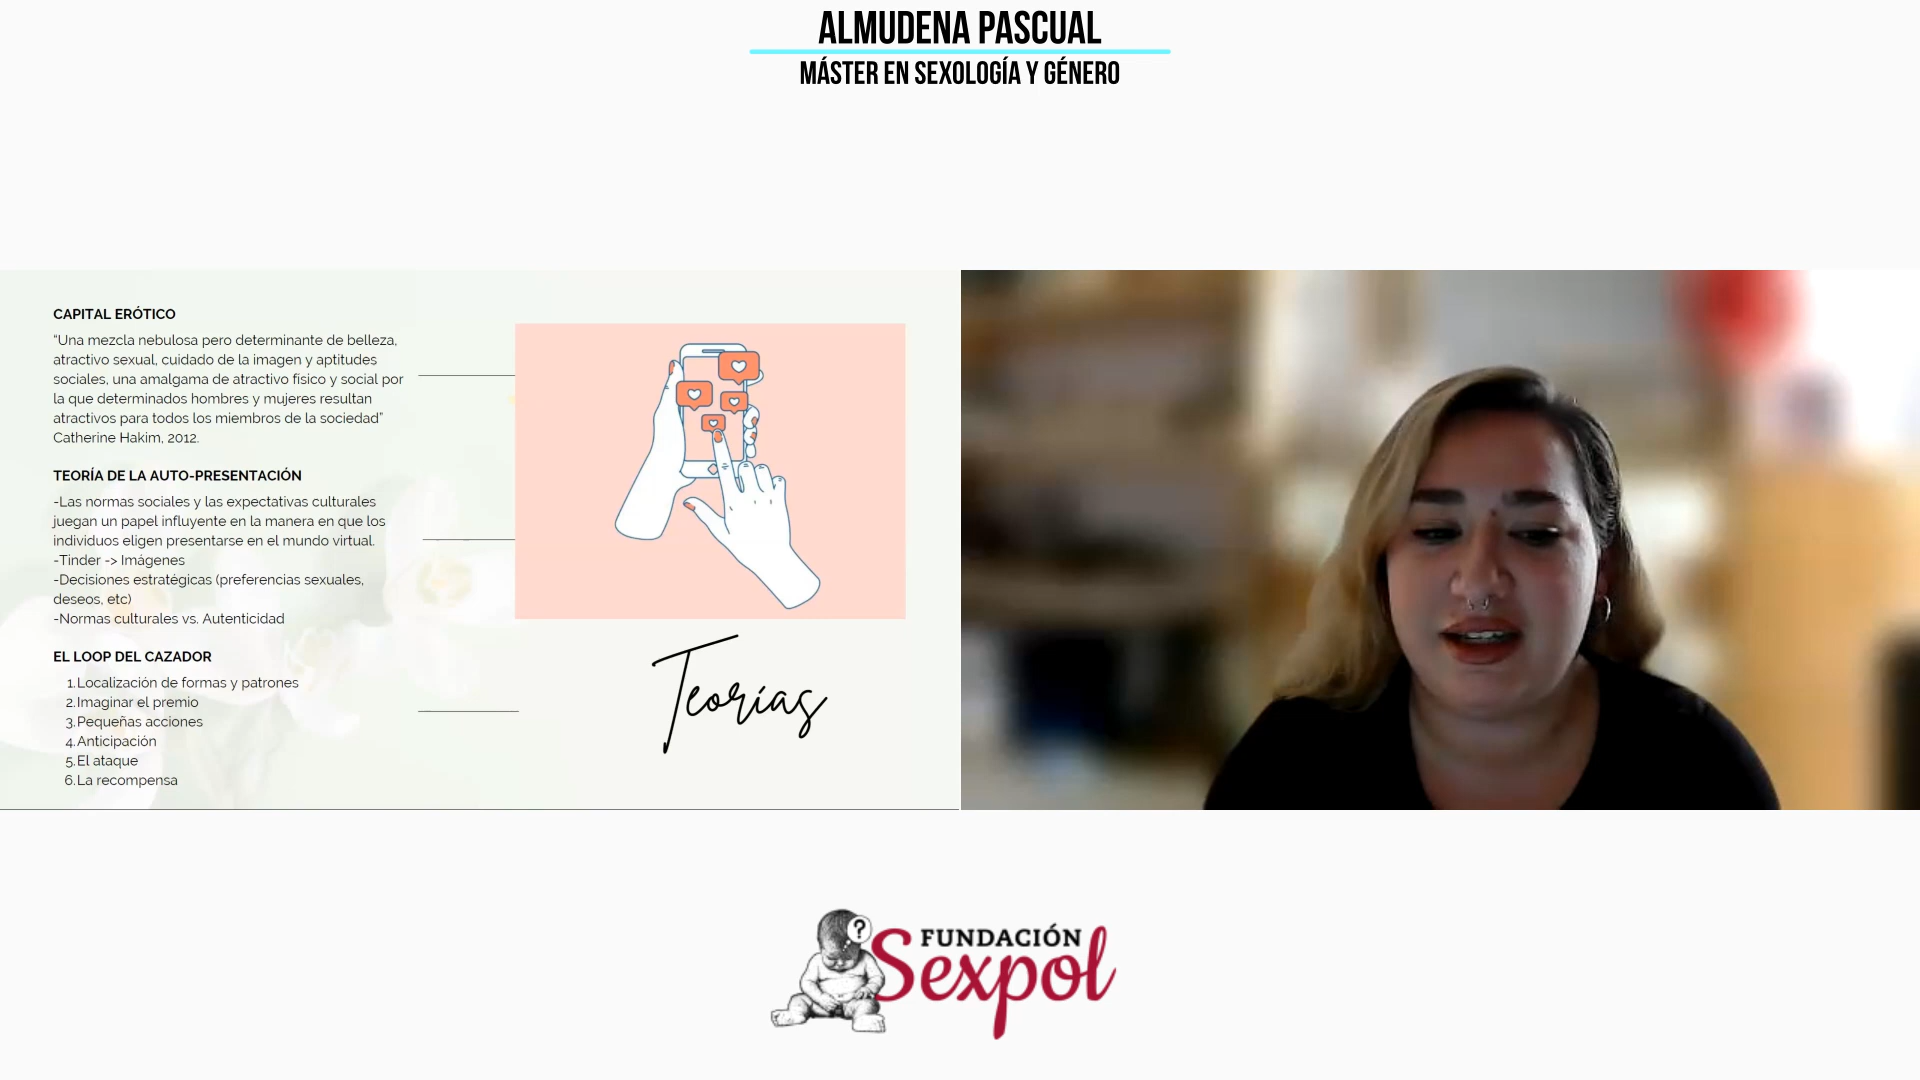 ALMUDENA PASCUAL
MÁSTER EN SEXOLOGÍA Y GÉNERO
CAPITAL ERÓTICO
“Una mezcla nebulosa pero determinante de belleza,
atractivo sexual, cuidado de la imagen y aptitudes
sociales, una amalgama de atractivo físico y social por
la que determinados hombres y mujeres resultan
atractivos para todos los miembros de la sociedad”
Catherine Hakim, 2012.
TEORÍA DE LA AUTO-PRESENTACIÓN
-Las normas sociales y las expectativas culturales
juegan un papel influyente en la manera en que los
individuos eligen presentarse en el mundo virtual.
-Tinder -> Imágenes
-Decisiones estratégicas (preferencias sexuales,
deseos, etc)
-Normas culturales vs. Autenticidad
EL LOOP DEL CAZADOR
1. Localización de formas y patrones
2. Imaginar el premio
3. Pequeñas acciones
4. Anticipación
5. El ataque
6. La recompensa
Teorías
?
FUNDACIÓN
Sexpol